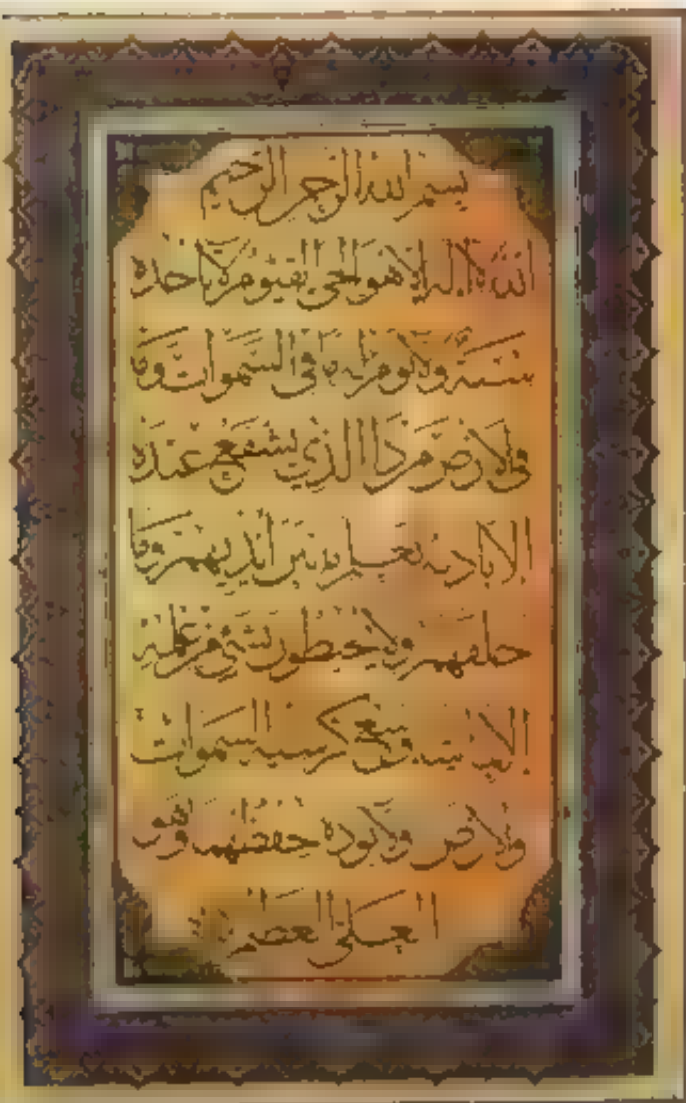 بسم الله الرحمن الرحيم
الله لا إله إلا هو الحي القيوم لا تأخذه
سنة ولا نوم له ما في السموات وما
في الأرض من ذا الذي يشفع عنده
إلا بإذنه يعلم ما بين أيديهم وما
خلفهم ولا يحيطون بشيء من علمه
إلا بما شاء وسع كرسيه السموات
والأرض ولا يؤده حفظهما وهو
العلي العظيم